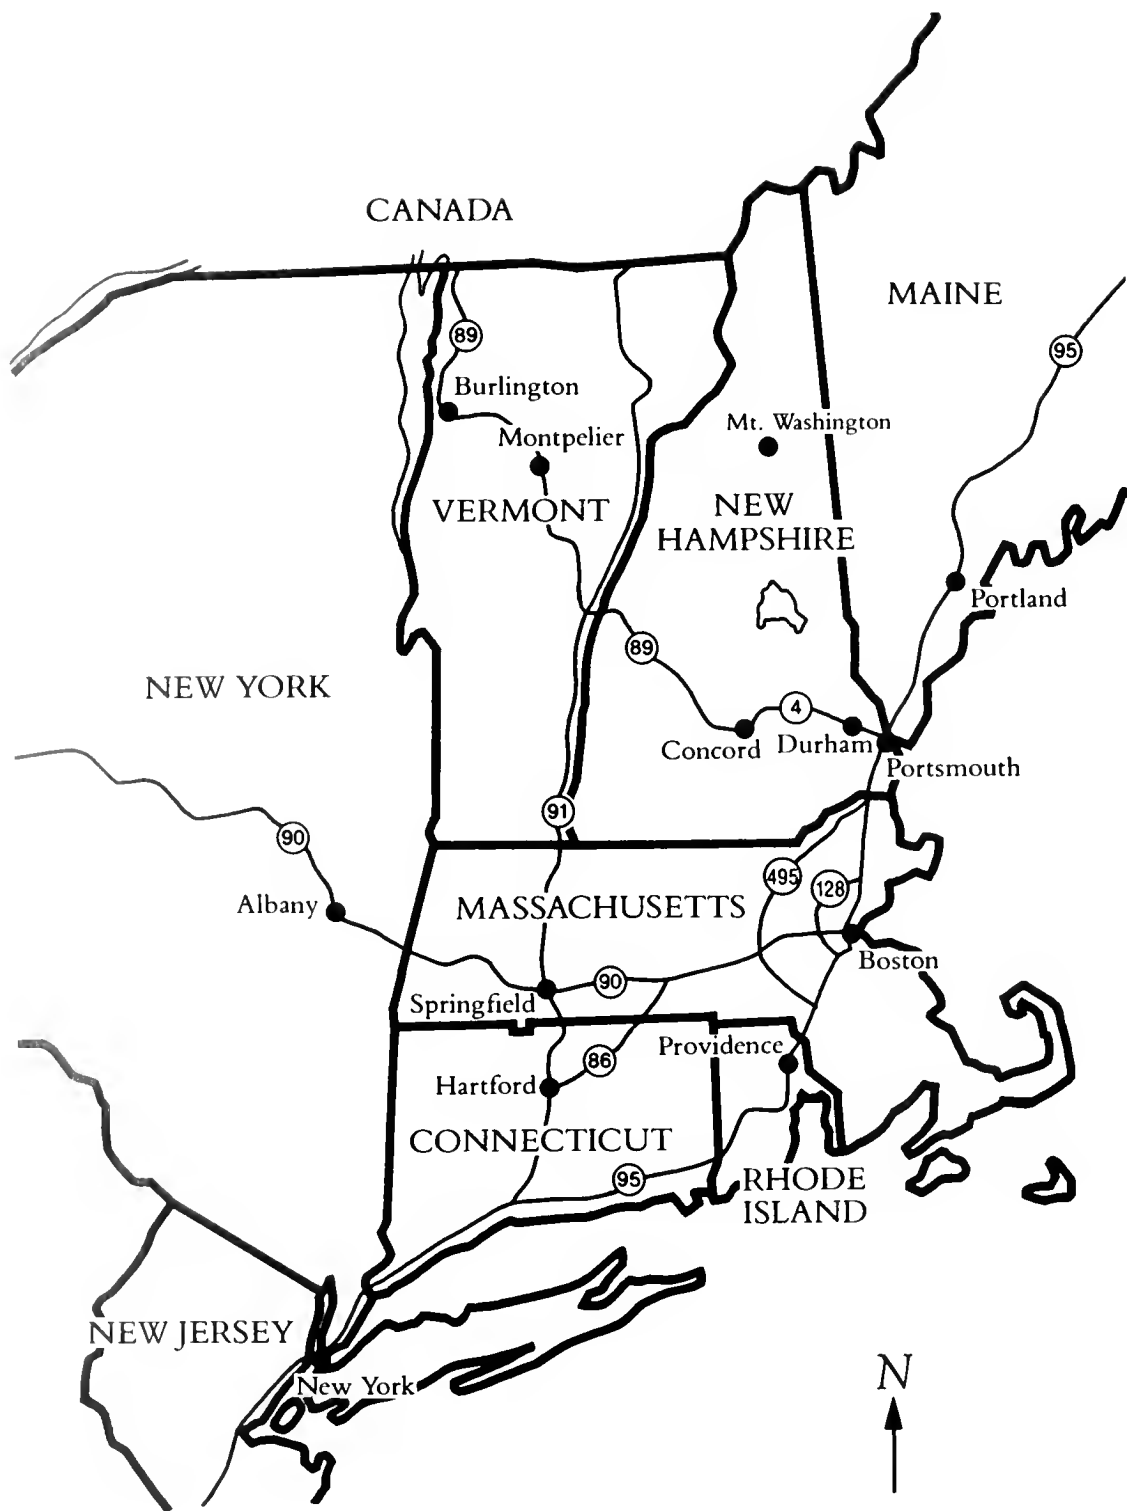 CANADA
MAINE
95
89
Burlington
Mt. Washington
Montpelier
VERMONT
NEW
HAMPSHIRE
Portland
89
NEW YORK
4
Concord
Durham
Portsmouth
91
90
495
128
Albany
MASSACHUSETTS
Boston
90
Springfield
Providence
86
Hartford
CONNECTICUT
95
RHODE
ISLAND
NEW JERSEY
New York
N